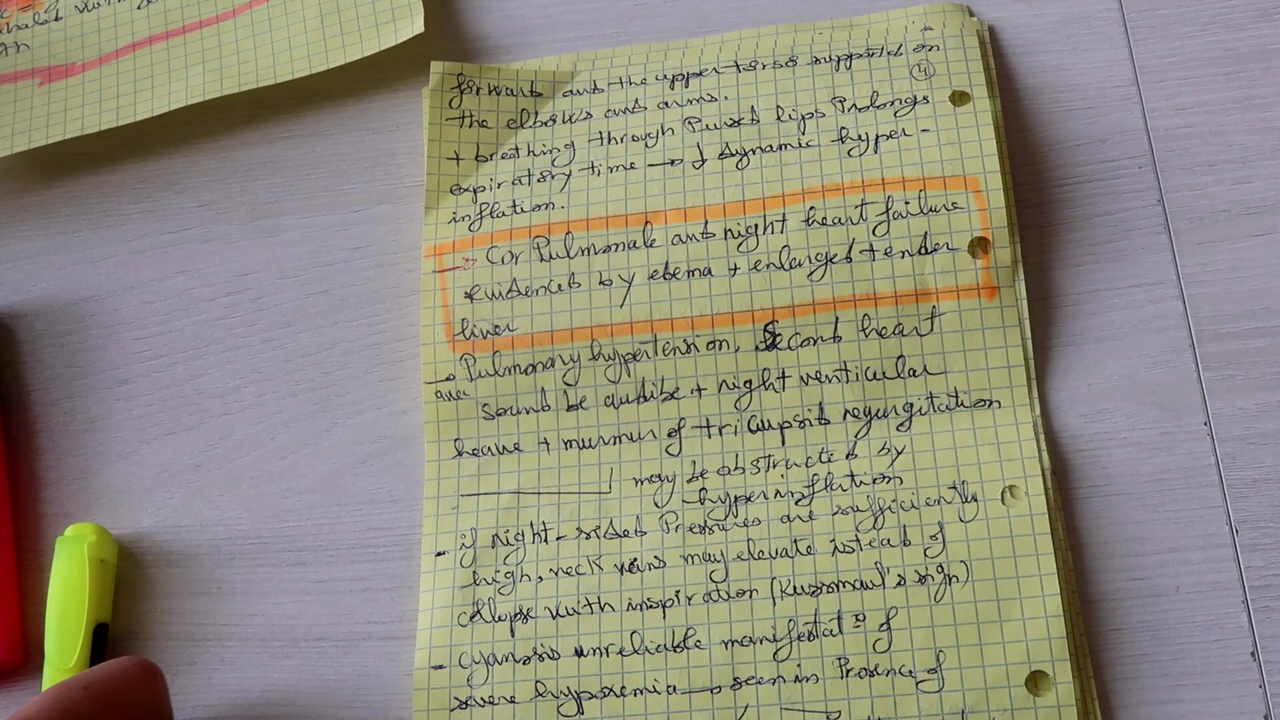 forward and the upper torso supported on
④
the elbows and arms.
+ breathing through Pursed lips Prolongs
expiratory time → ↓ dynamic hyper-
inflation.
→ Cor Pulmonale and right heart failure
evidenced by edema + enlarged tender
liver
→ Pulmonary hypertension, Second heart
sound be audible + right ventricular
heave + murmur of tricuspid regurgitation
may be obstructed by
hyperinflation
- if right-sided Pressures are sufficiently
high, neck veins may elevate istead of
collapse with inspiration (Kussmaul's sign)
- cyanosis unreliable manifestatᵒⁿ of
severe hypoxemia → seen in Presence of